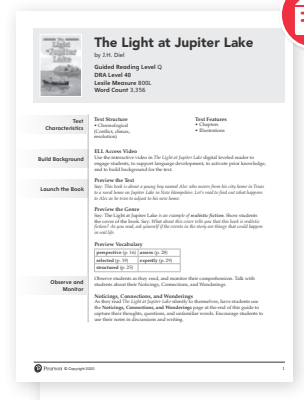 The Light at Jupiter Lake
by J.H. Diel
Guided Reading Level Q
DRA Level 40
Lexile Measure 800L
Word Count 3,356
Text
Characteristics
Text Structure
• Chronological
(Conflict, climax,
resolution)
Text Features
• Chapters
• Illustrations
Build Background
ELL Access Video
Use the interactive video in The Light at Jupiter Lake digital leveled reader to
engage students, to support language development, to activate prior knowledge,
and to build background for the text.
Launch the Book
Preview the Text
Say: This book is about a young boy named Alec who moves from his city home in Texas
to a rural home on Jupiter Lake in New Hampshire. Let's read to find out what happens
to Alec as he tries to adjust to his new home.
Preview the Genre
Say: The Light at Jupiter Lake is an example of realistic fiction. Show students
the cover of the book. Say: What about this cover tells you that this book is realistic
fiction? As you read, ask yourself if the events in the story are things that could happen
in real life.
Preview Vocabulary
perspective (p. 16) assess (p. 28)
selected (p. 18) expertly (p. 29)
structured (p. 25)
Observe and
Monitor
Observe students as they read, and monitor their comprehension. Talk with
students about their Noticings, Connections, and Wonderings.
Noticings, Connections, and Wonderings
As they read The Light at Jupiter Lake silently to themselves, have students use
the Noticings, Connections, and Wonderings page at the end of this guide to
capture their thoughts, questions, and unfamiliar words. Encourage students to
use their notes in discussions and writing.
Pearson © Copyright 2020
1